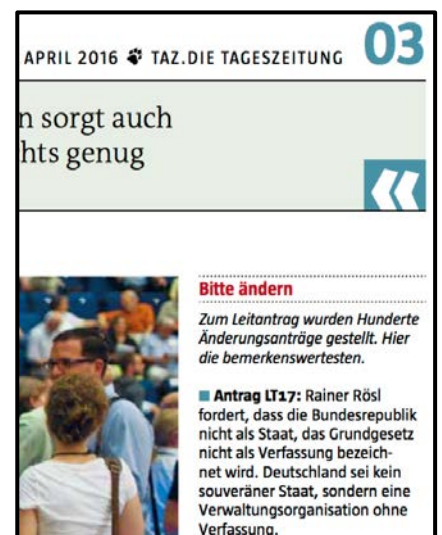 APRIL 2016 TAZ.DIE TAGESZEITUNG 03
n sorgt auch
hts genug
«
Bitte ändern
Zum Leitantrag wurden Hunderte
Änderungsanträge gestellt. Hier
die bemerkenswertesten.
■ Antrag LT17: Rainer Rösl
fordert, dass die Bundesrepublik
nicht als Staat, das Grundgesetz
nicht als Verfassung bezeich-
net wird. Deutschland sei kein
souveräner Staat, sondern eine
Verwaltungsorganisation ohne
Verfassung.